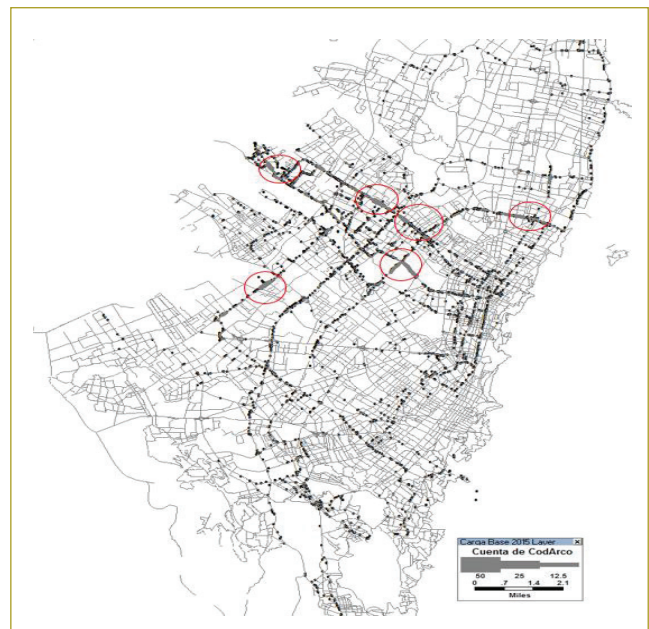 Carga Base 2015 Layer
Cuenta de CodArco
50 25 12.5
0 .7 1.4 2.1
Miles